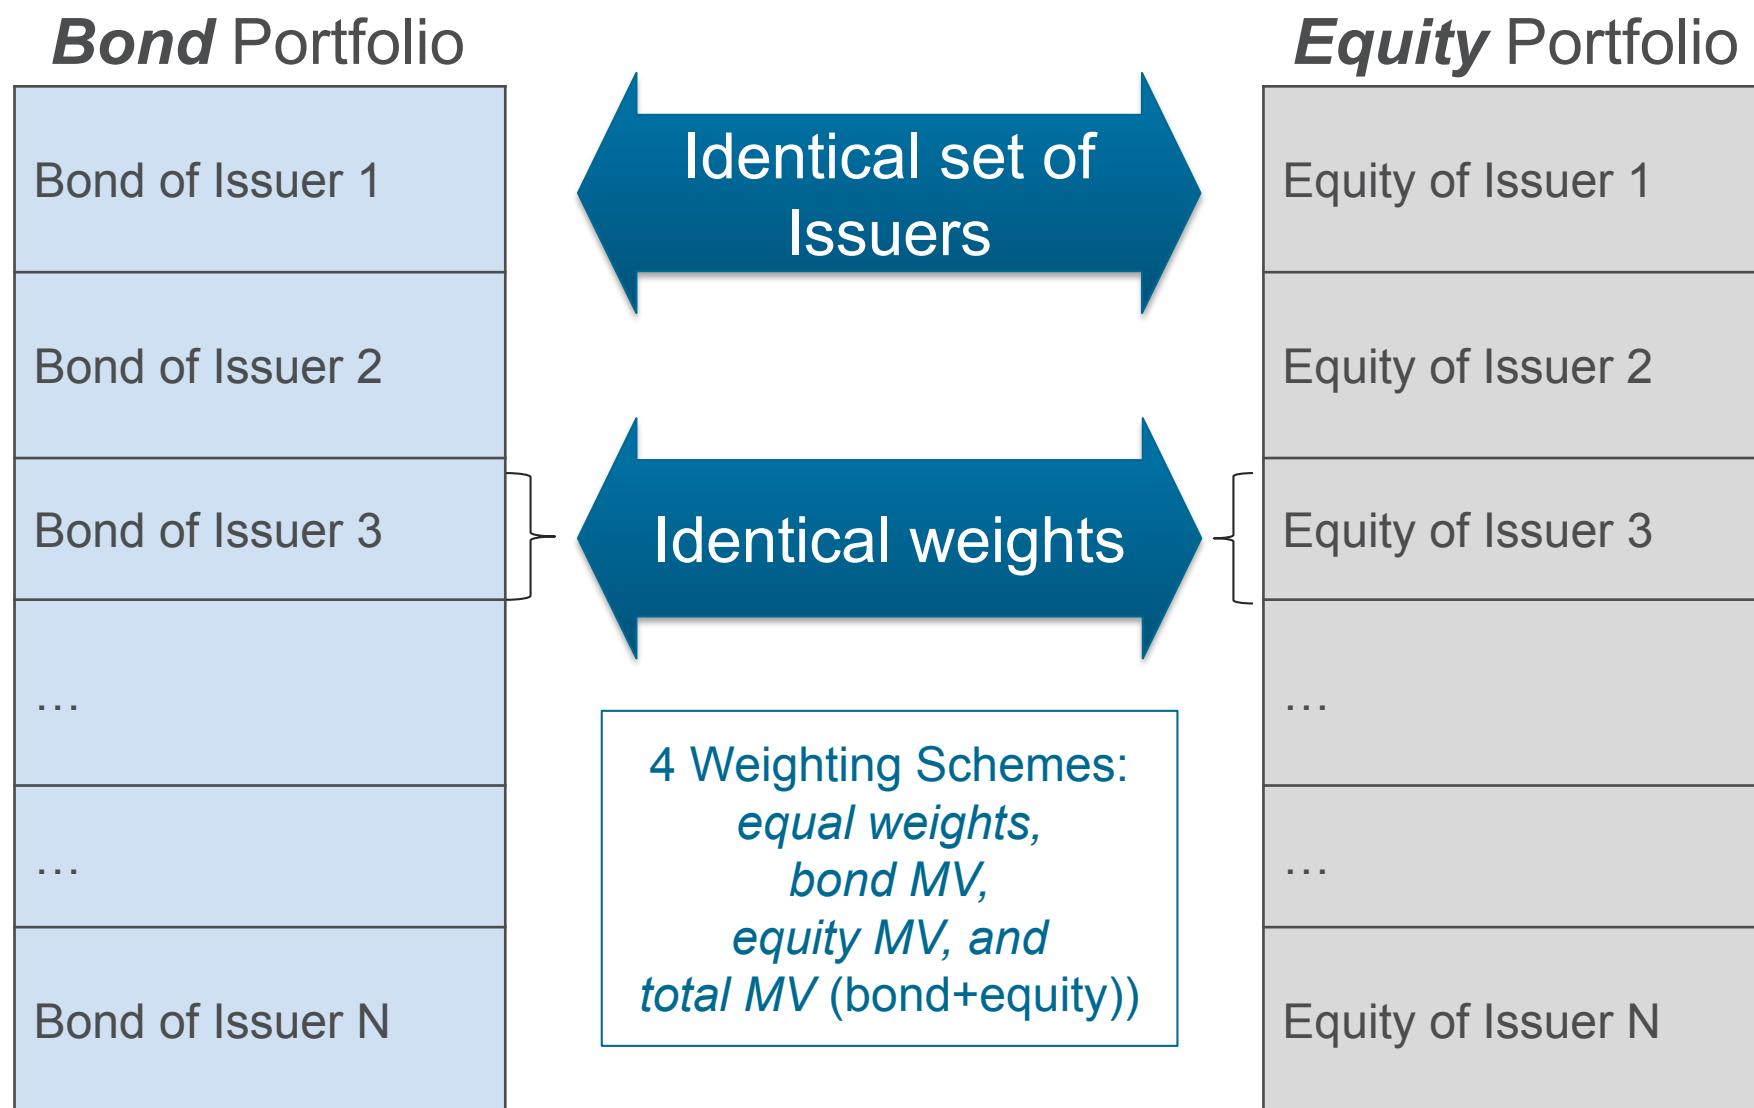 Bond Portfolio
Bond of Issuer 1
Bond of Issuer 2
Bond of Issuer 3
…
…
Bond of Issuer N
Identical set of
Issuers
Identical weights
4 Weighting Schemes:
equal weights,
bond MV,
equity MV, and
total MV (bond+equity))
Equity Portfolio
Equity of Issuer 1
Equity of Issuer 2
Equity of Issuer 3
…
…
Equity of Issuer N